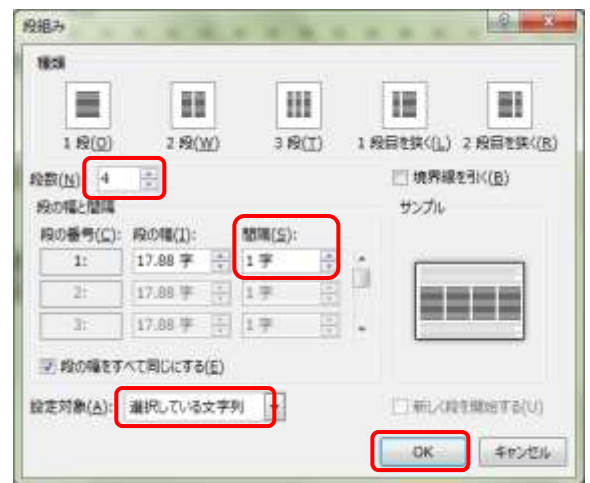 段組み
種類
1 段(O) 2 段(W) 3 段(T) 1 段目を狭く(L) 2 段目を狭く(R)
段数(N): 4 境界線を引く(B)
段の幅と間隔 サンプル
段の番号(C): 段の幅(I): 間隔(S):
1: 17.88 字 1 字
2: 17.88 字 1 字
3: 17.88 字 1 字
段の幅をすべて同じにする(E)
設定対象(A): 選択している文字列 新しく段を開始する(U)
OK キャンセル